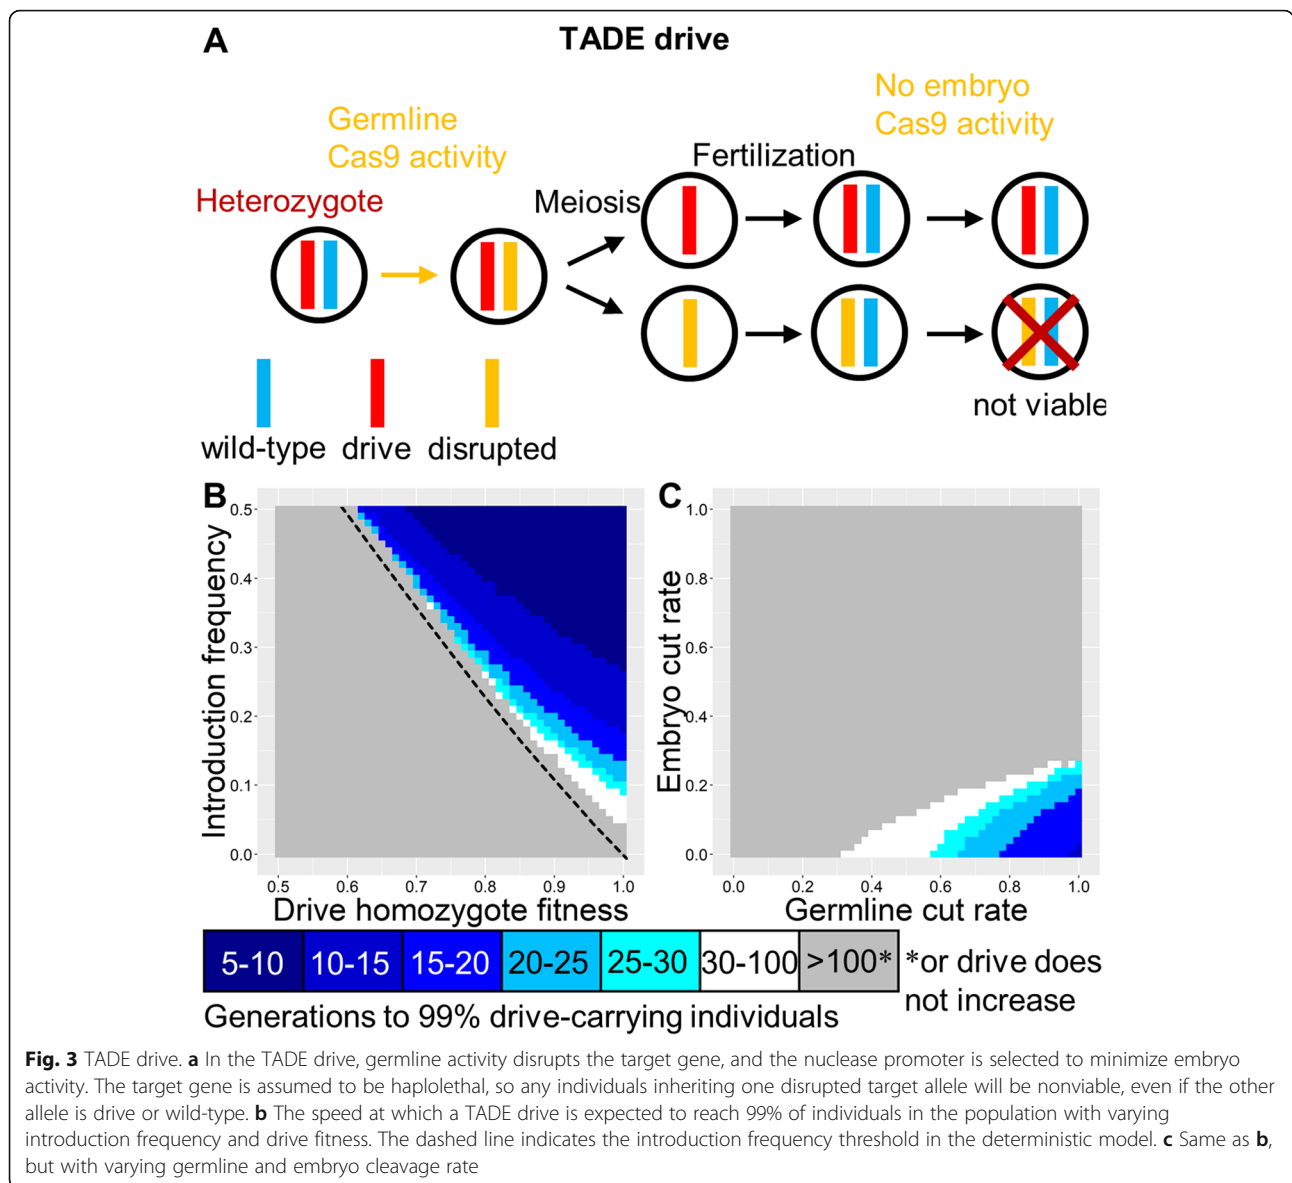 A
TADE drive
No embryo
Cas9 activity
Germline
Cas9 activity
Fertilization
Heterozygote
Meiosis
not viable
wild-type drive disrupted
B
C
Introduction frequency
0.5
0.4
0.3
0.2
0.1
0.0
0.5 0.6 0.7 0.8 0.9 1.0
Drive homozygote fitness
Embryo cut rate
1.0
0.8
0.6
0.4
0.2
0.0
0.0 0.2 0.4 0.6 0.8 1.0
Germline cut rate
5-10 10-15 15-20 20-25 25-30 30-100 >100* *or drive does
not increase
Generations to 99% drive-carrying individuals
Fig. 3 TADE drive. a In the TADE drive, germline activity disrupts the target gene, and the nuclease promoter is selected to minimize embryo
activity. The target gene is assumed to be haplolethal, so any individuals inheriting one disrupted target allele will be nonviable, even if the other
allele is drive or wild-type. b The speed at which a TADE drive is expected to reach 99% of individuals in the population with varying
introduction frequency and drive fitness. The dashed line indicates the introduction frequency threshold in the deterministic model. c Same as b,
but with varying germline and embryo cleavage rate